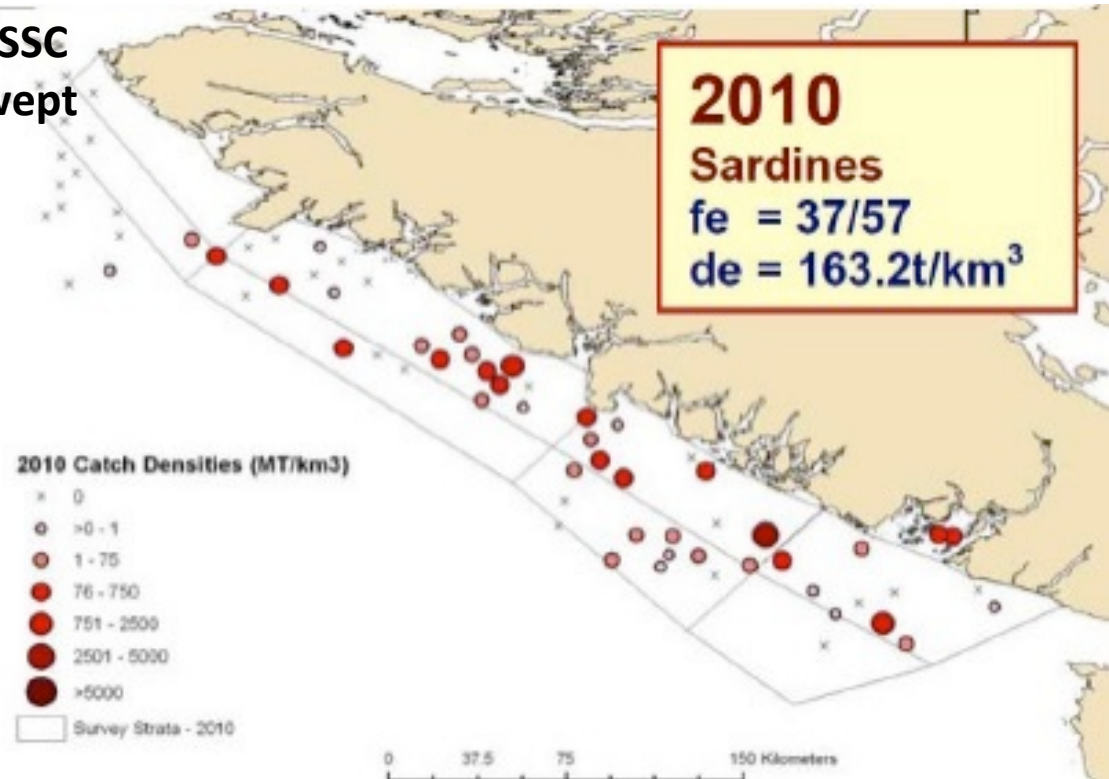 SSC
wept
2010
Sardines
fe = 37/57
de = 163.2t/km³
2010 Catch Densities (MT/km3)
0
>0 - 1
1 - 75
76 - 750
751 - 2500
2501 - 5000
>5000
Survey Strata - 2010
0 37.5 75 150 Kilometers